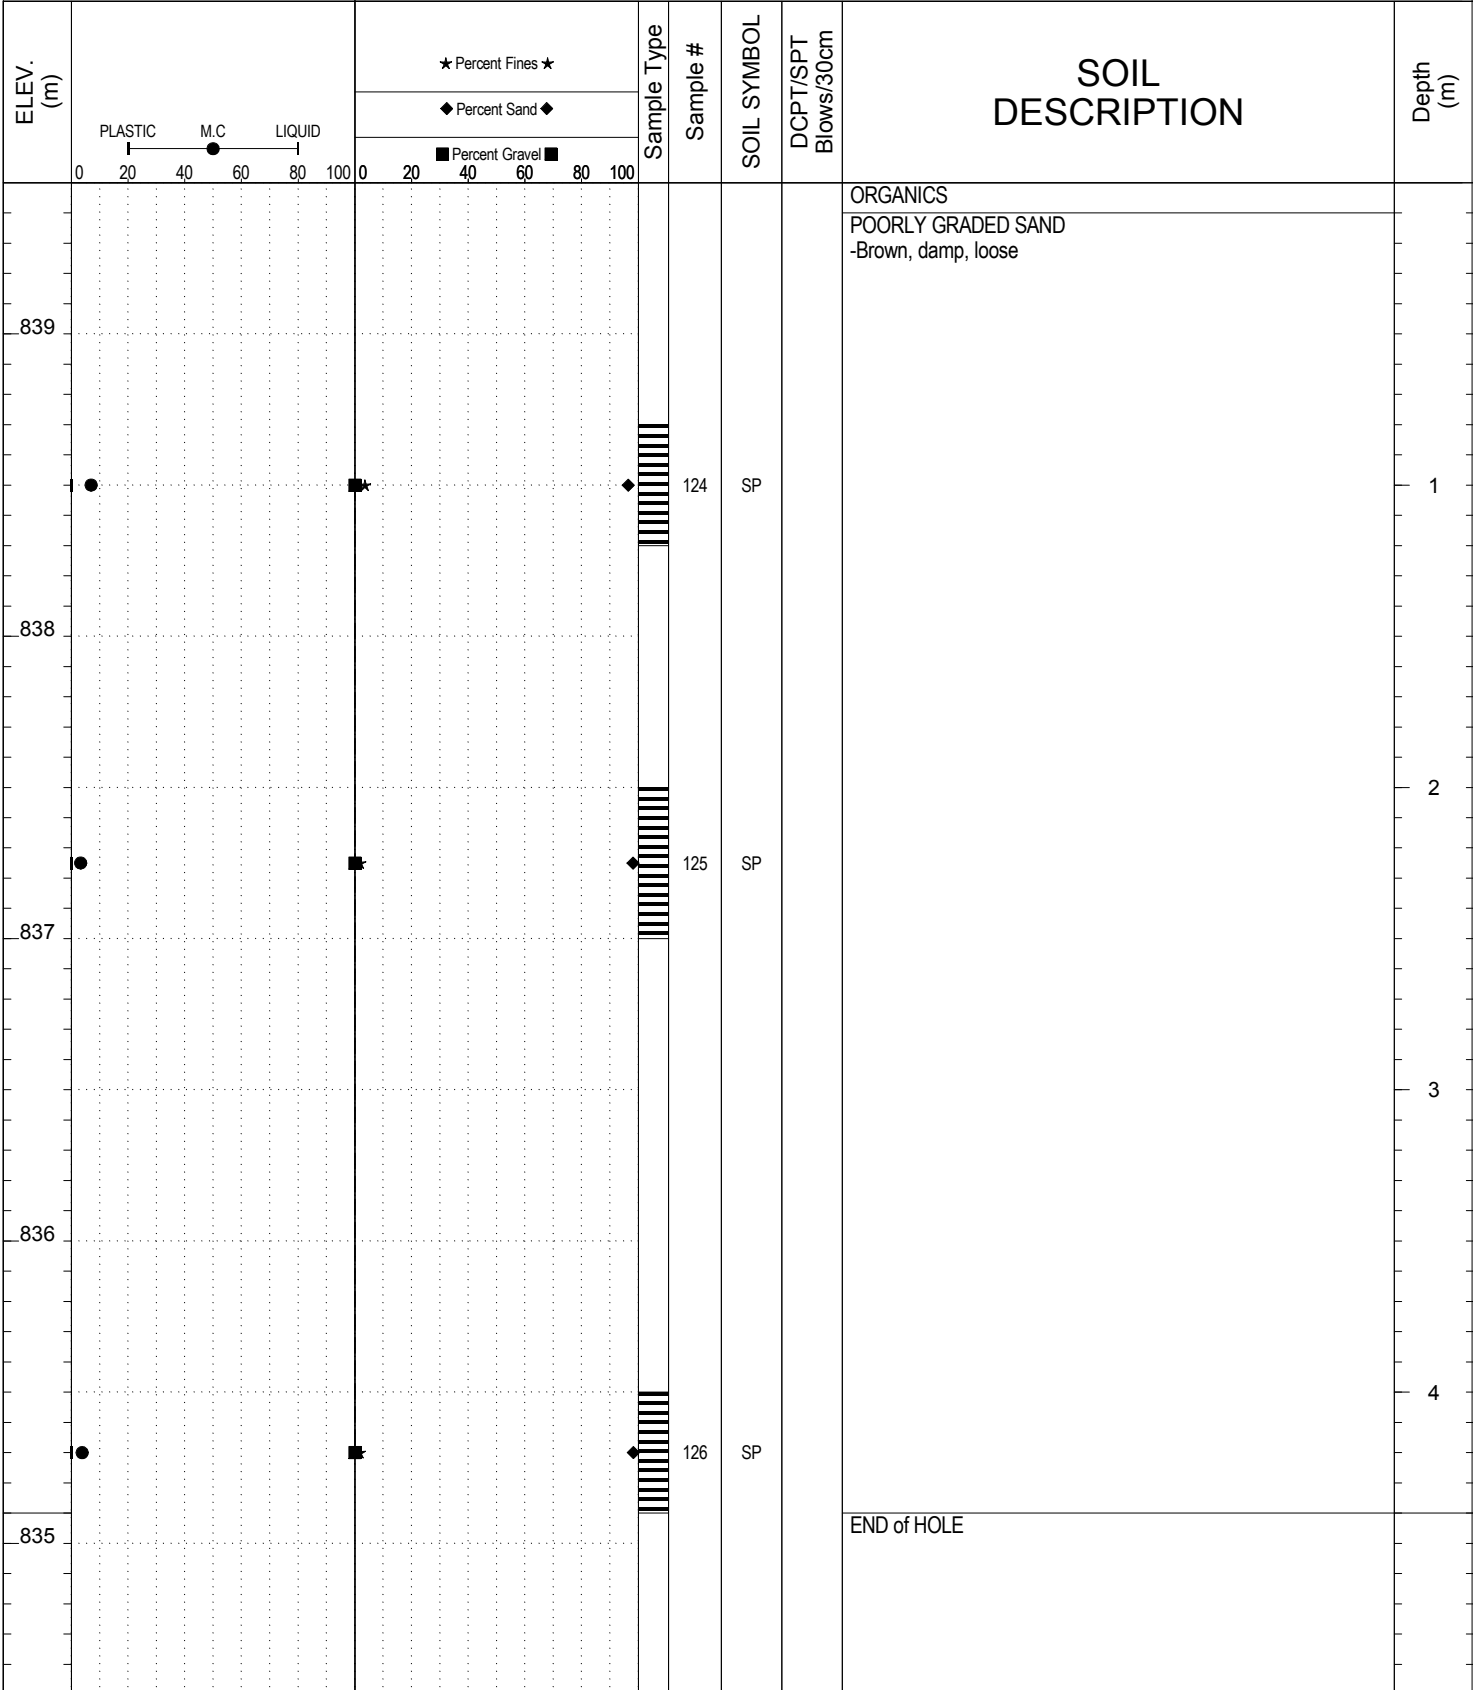 ELEV.
(m)
PLASTIC M.C LIQUID
0 20 40 60 80 100
★ Percent Fines ★
◆ Percent Sand ◆
■ Percent Gravel ■
0 20 40 60 80 100
Sample Type
Sample #
SOIL SYMBOL
DCPT/SPT
Blows/30cm
SOIL
DESCRIPTION
Depth
(m)
ORGANICS
POORLY GRADED SAND
-Brown, damp, loose
839
124 SP 1
838
2
125 SP
837
3
836
4
126 SP
END of HOLE
835